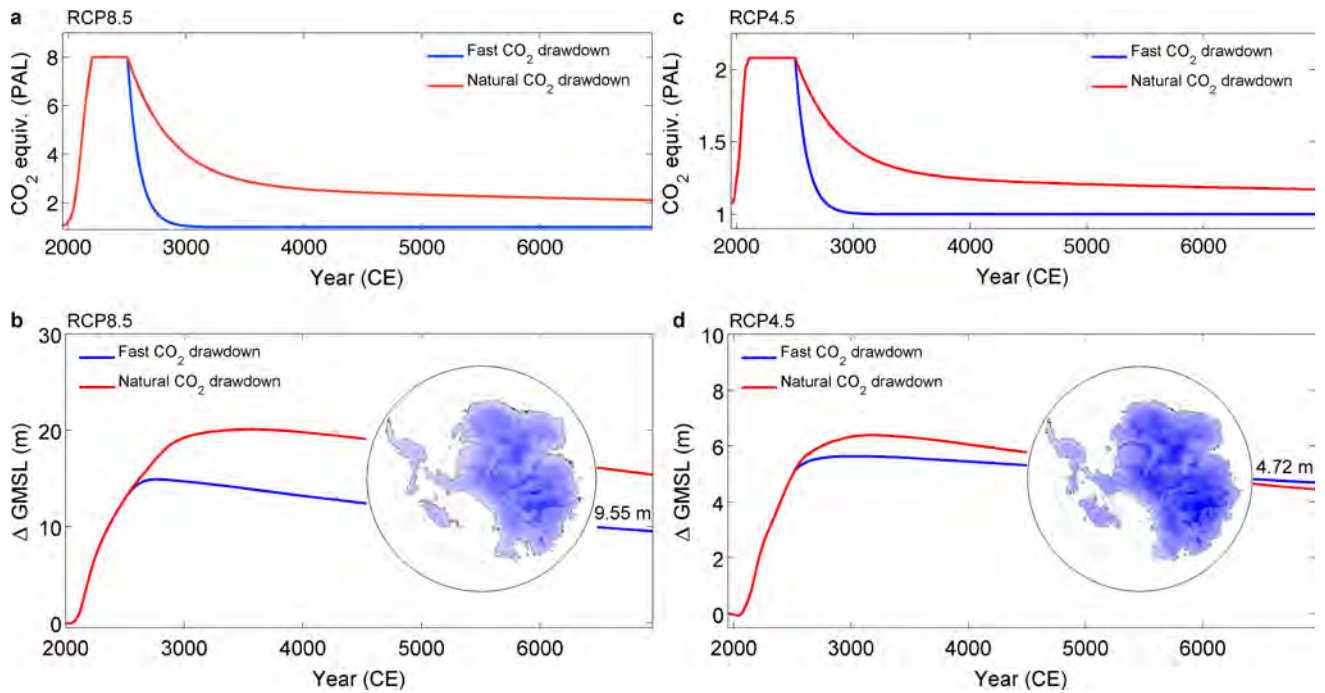 a RCP8.5
CO2 equiv. (PAL)
8
6
4
2
Fast CO2 drawdown
Natural CO2 drawdown
2000 3000 4000 5000 6000
Year (CE)
c RCP4.5
CO2 equiv. (PAL)
2
1.5
1
Fast CO2 drawdown
Natural CO2 drawdown
2000 3000 4000 5000 6000
Year (CE)
b RCP8.5
Δ GMSL (m)
30
20
10
0
Fast CO2 drawdown
Natural CO2 drawdown
9.55 m
2000 3000 4000 5000 6000
Year (CE)
d RCP4.5
Δ GMSL (m)
10
8
6
4
2
0
Fast CO2 drawdown
Natural CO2 drawdown
4.72 m
2000 3000 4000 5000 6000
Year (CE)